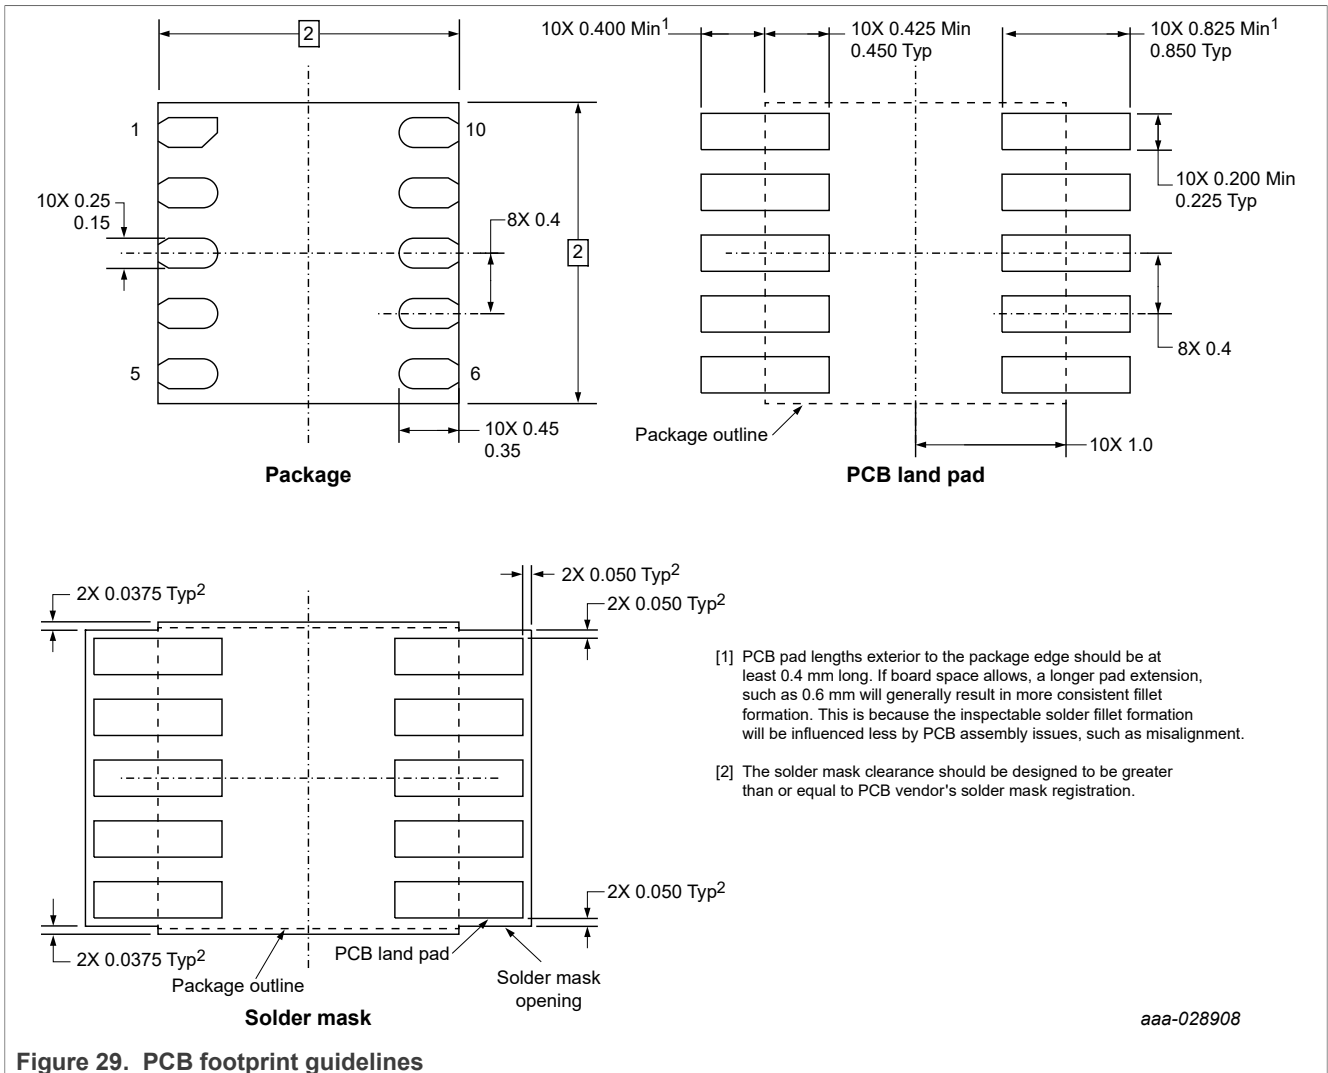 2
10X 0.400 Min1
10X 0.425 Min
0.450 Typ
10X 0.825 Min1
0.850 Typ
1
10
10X 0.25
0.15
8X 0.4
2
10X 0.200 Min
0.225 Typ
8X 0.4
5
6
10X 0.45
0.35
Package outline
10X 1.0
Package
PCB land pad
2X 0.0375 Typ2
2X 0.050 Typ2
2X 0.050 Typ2
[1] PCB pad lengths exterior to the package edge should be at
least 0.4 mm long. If board space allows, a longer pad extension,
such as 0.6 mm will generally result in more consistent fillet
formation. This is because the inspectable solder fillet formation
will be influenced less by PCB assembly issues, such as misalignment.
[2] The solder mask clearance should be designed to be greater
than or equal to PCB vendor's solder mask registration.
2X 0.050 Typ2
2X 0.0375 Typ2
PCB land pad
Package outline
Solder mask
opening
Solder mask
aaa-028908
Figure 29. PCB footprint guidelines